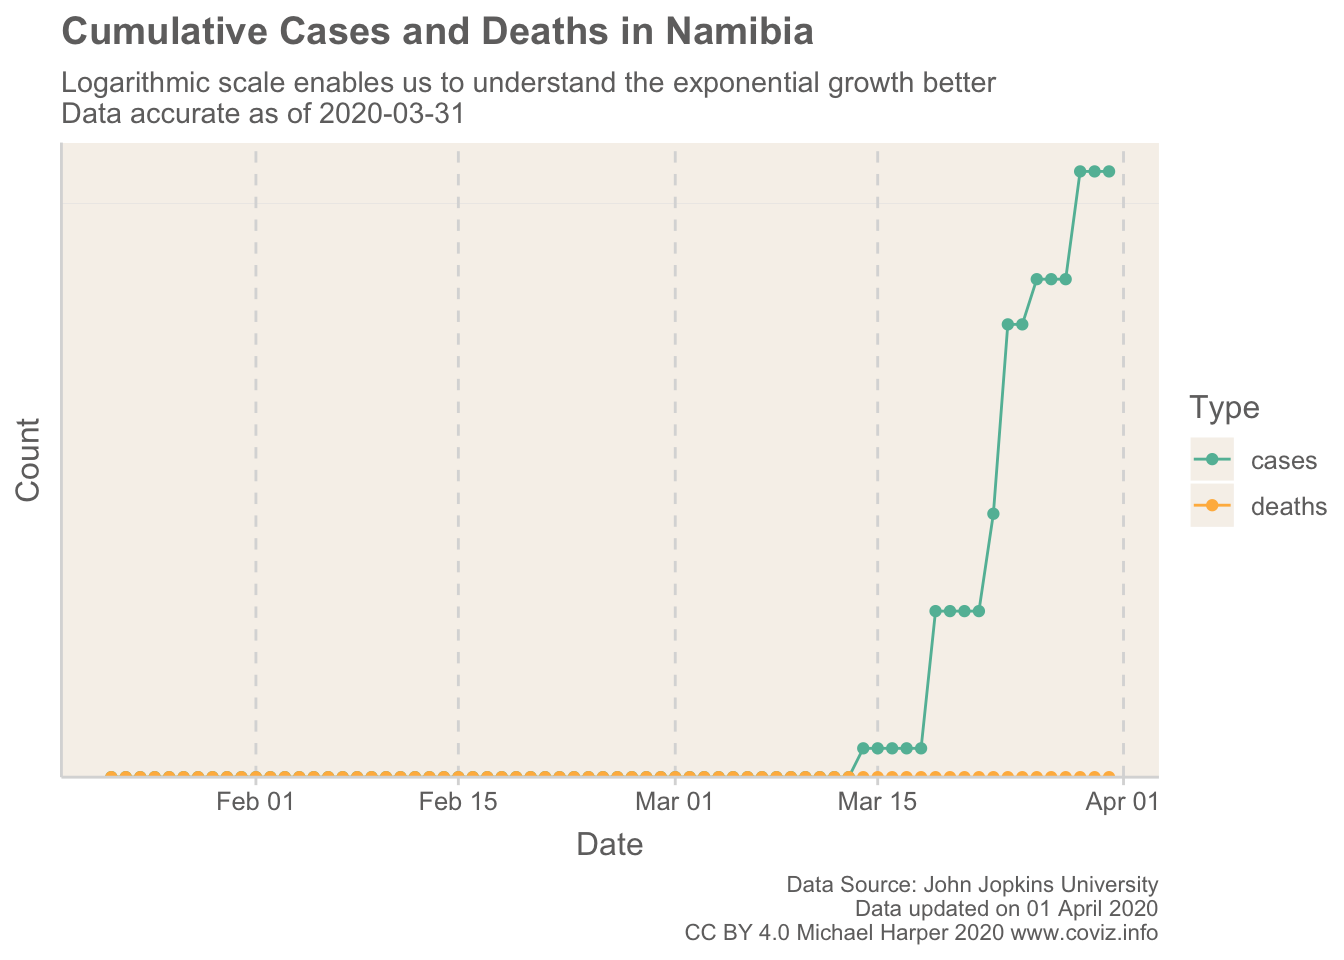 Cumulative Cases and Deaths in Namibia
Logarithmic scale enables us to understand the exponential growth better
Data accurate as of 2020-03-31
Count
Type
cases
deaths
Feb 01
Feb 15
Mar 01
Mar 15
Apr 01
Date
Data Source: John Jopkins University
Data updated on 01 April 2020
CC BY 4.0 Michael Harper 2020 www.coviz.info